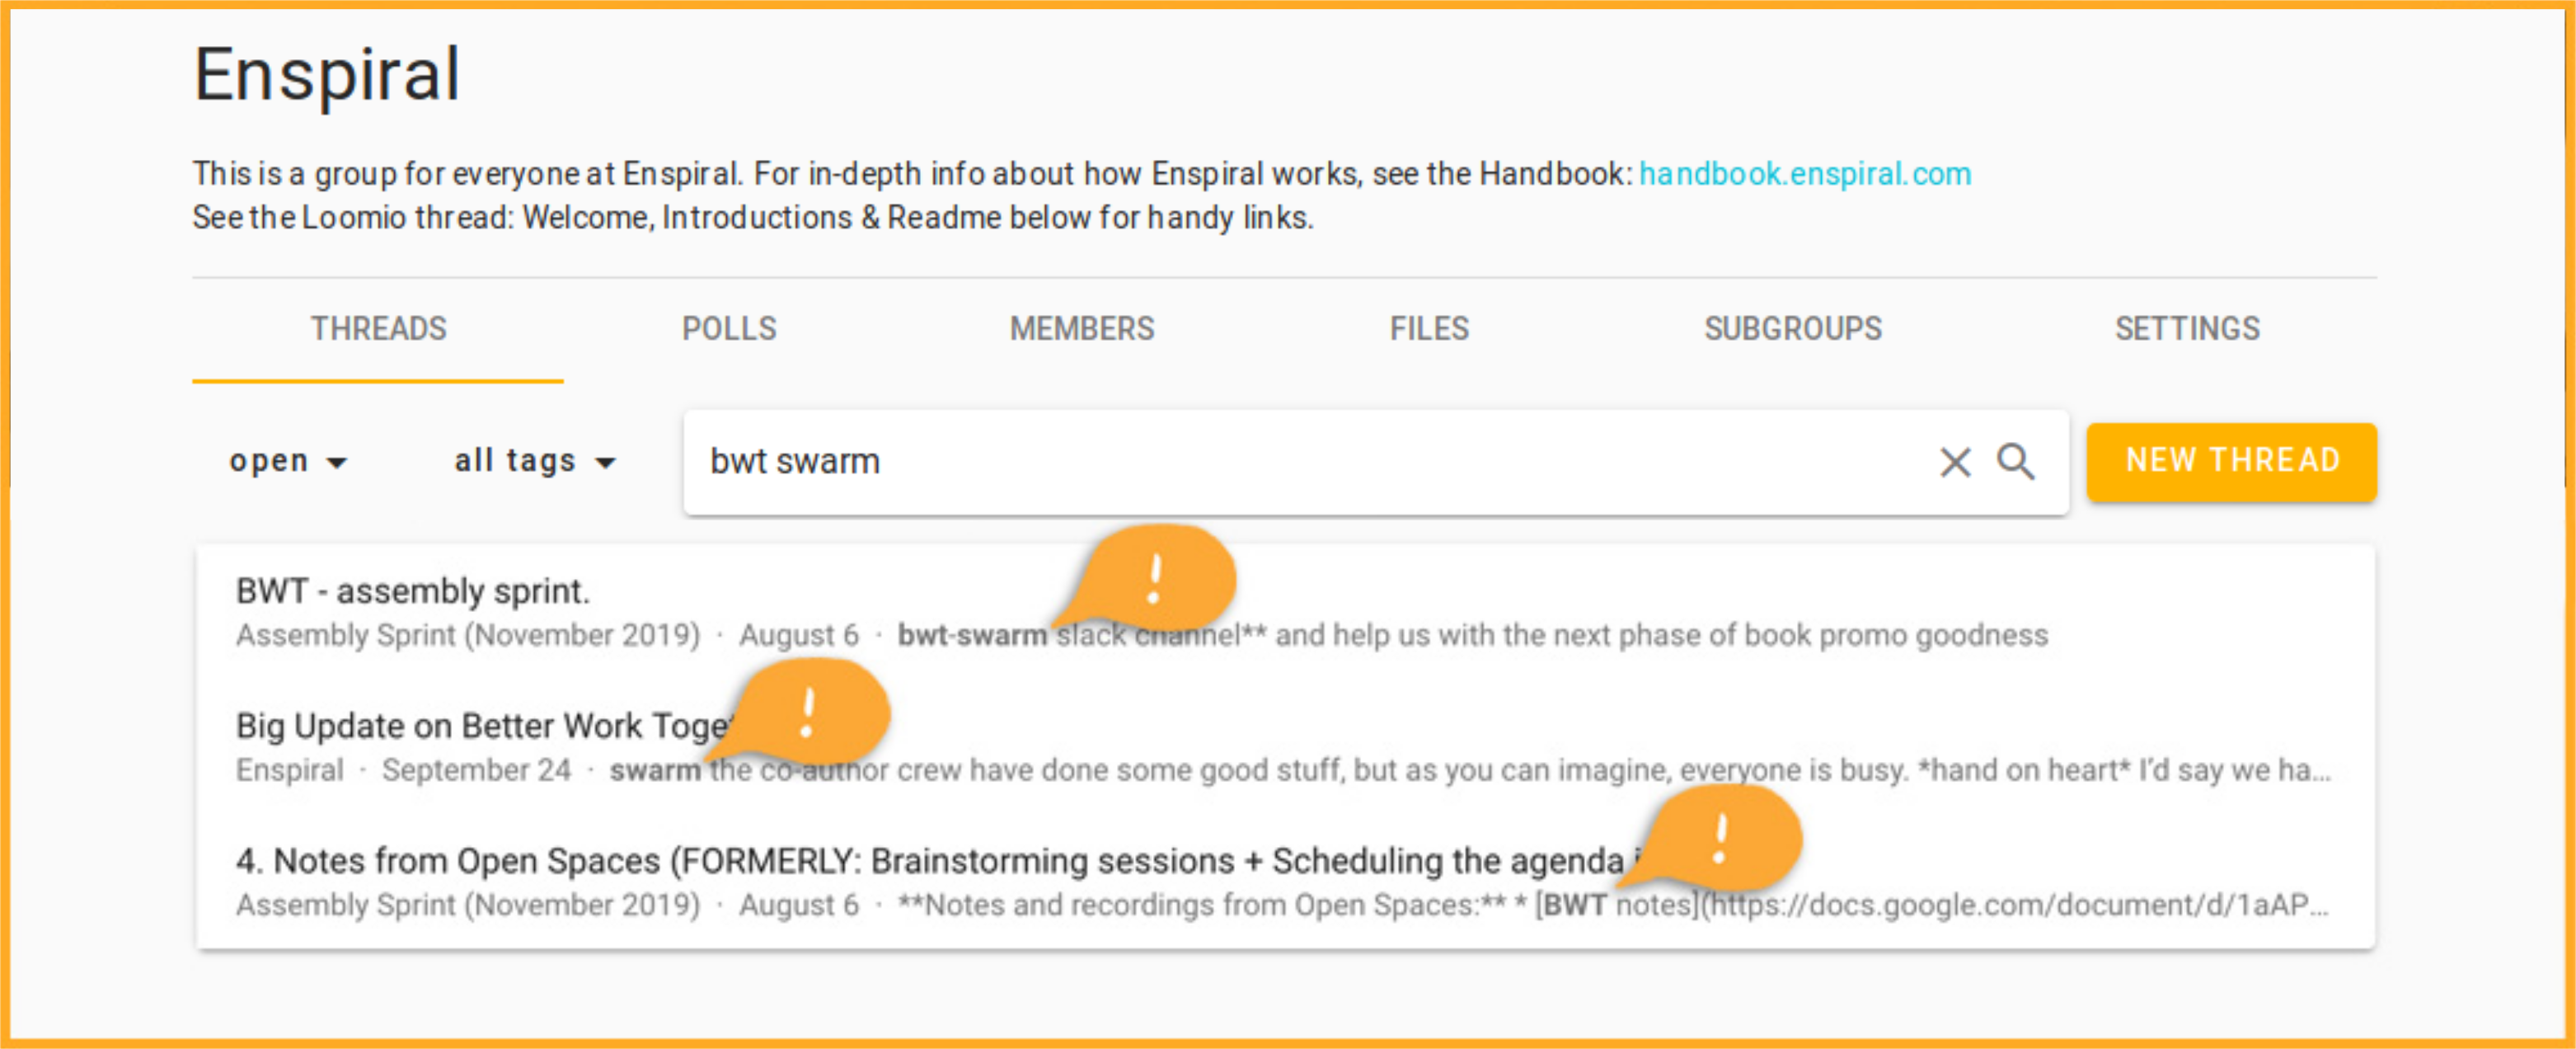 Enspiral
This is a group for everyone at Enspiral. For in-depth info about how Enspiral works, see the Handbook: handbook.enspiral.com
See the Loomio thread: Welcome, Introductions & Readme below for handy links.
THREADS POLLS MEMBERS FILES SUBGROUPS SETTINGS
open all tags bwt swarm NEW THREAD
!
BWT - assembly sprint.
Assembly Sprint (November 2019) · August 6 · bwt-swarm slack channel** and help us with the next phase of book promo goodness
!
Big Update on Better Work
Enspiral · September 24 · swarm the co-author crew have done some good stuff, but as you can imagine, everyone is busy. *hand on heart* I'd say we ha...
!
4. Notes from Open Spaces (FORMERLY: Brainstorming sessions + Scheduling the agenda
Assembly Sprint (November 2019) · August 6 · **Notes and recordings from Open Spaces:** * [BWT notes](https://docs.google.com/document/d/1aAP...